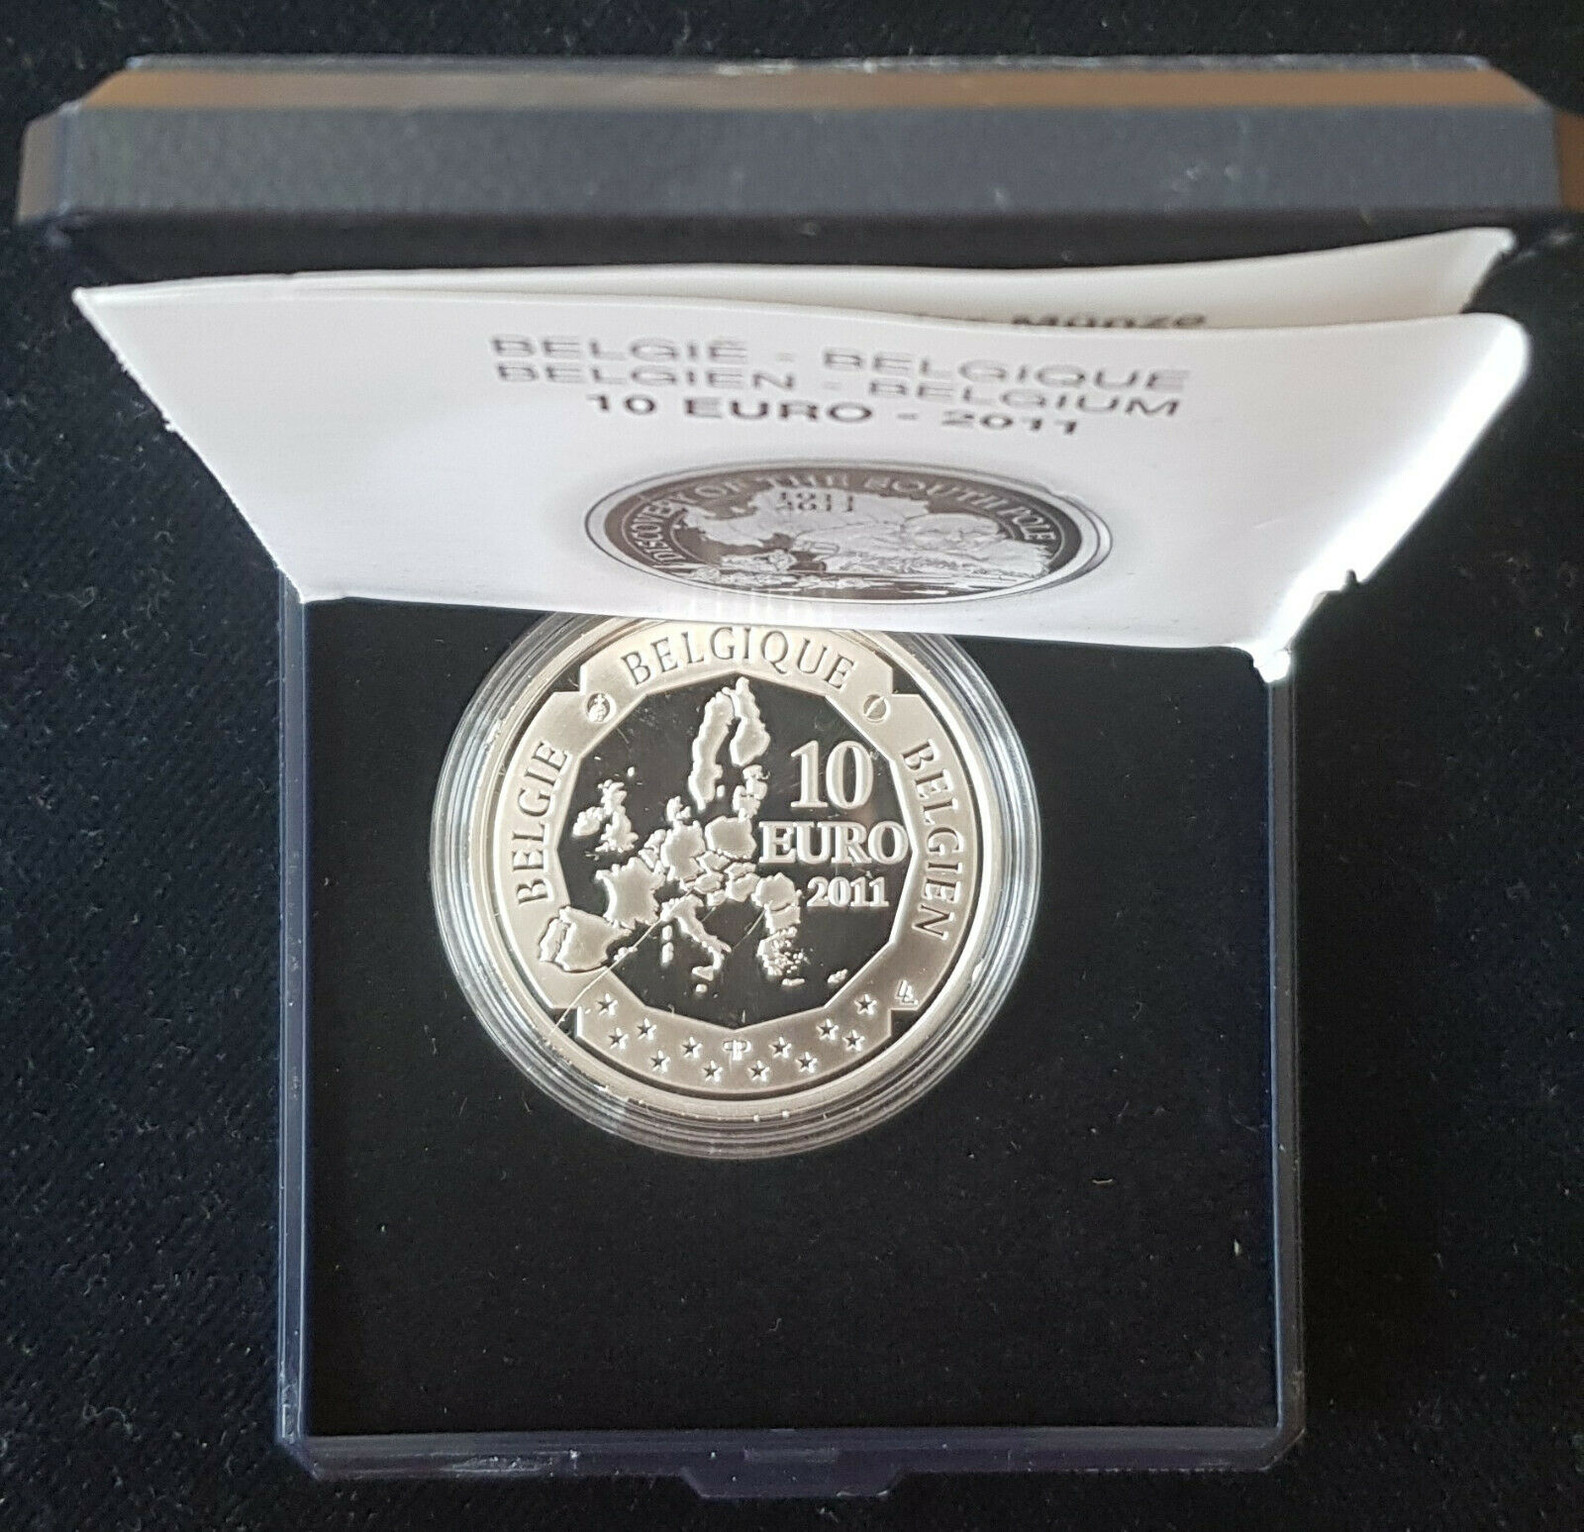 Münze
BELGIË - BELGIQUE
BELGIEN - BELGIUM
10 EURO - 2011
DISCOVERY OF THE SOUTH POLE
1911
2011
BELGIQUE
BELGIE
BELGIEN
10
EURO
2011